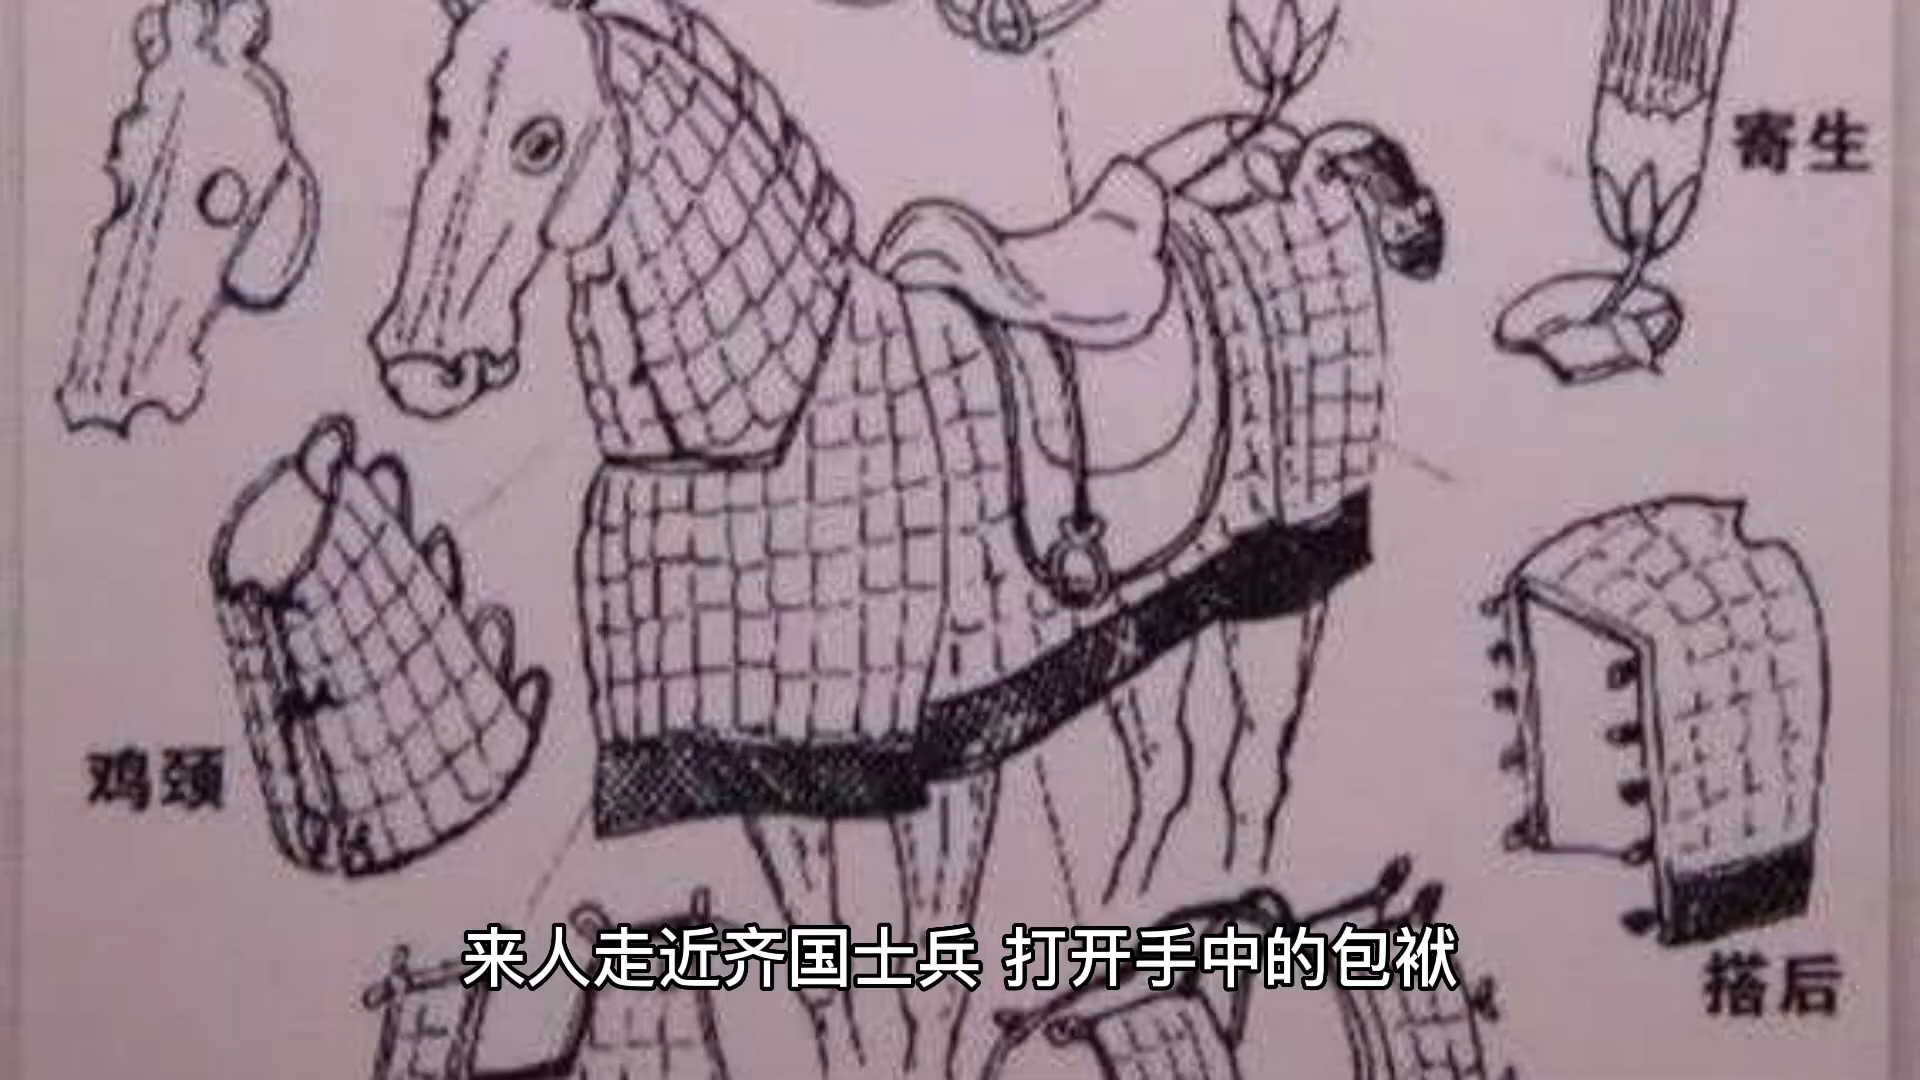 寄生
鸡颈
搭后
来人走近齐国士兵 打开手中的包袱